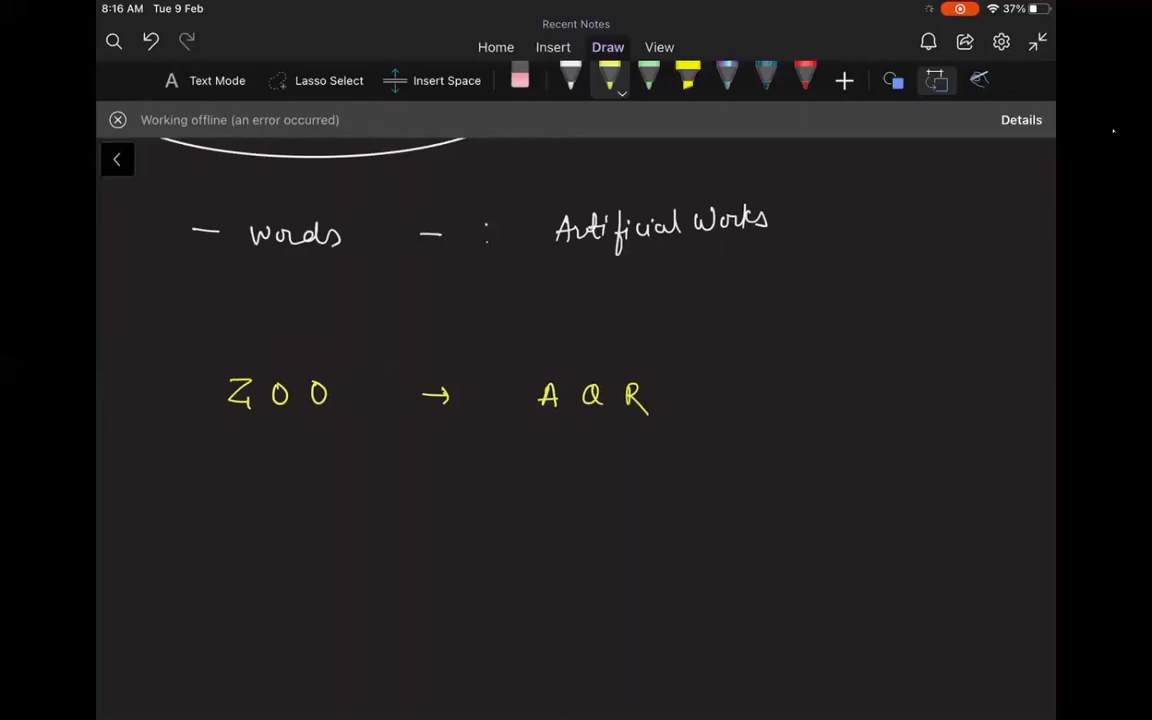 8:16 AM Tue 9 Feb
37%
Recent Notes
Home Insert Draw View
Text Mode Lasso Select Insert Space
Working offline (an error occurred) Details
— words — : Artificial Works
Z O O → A Q R